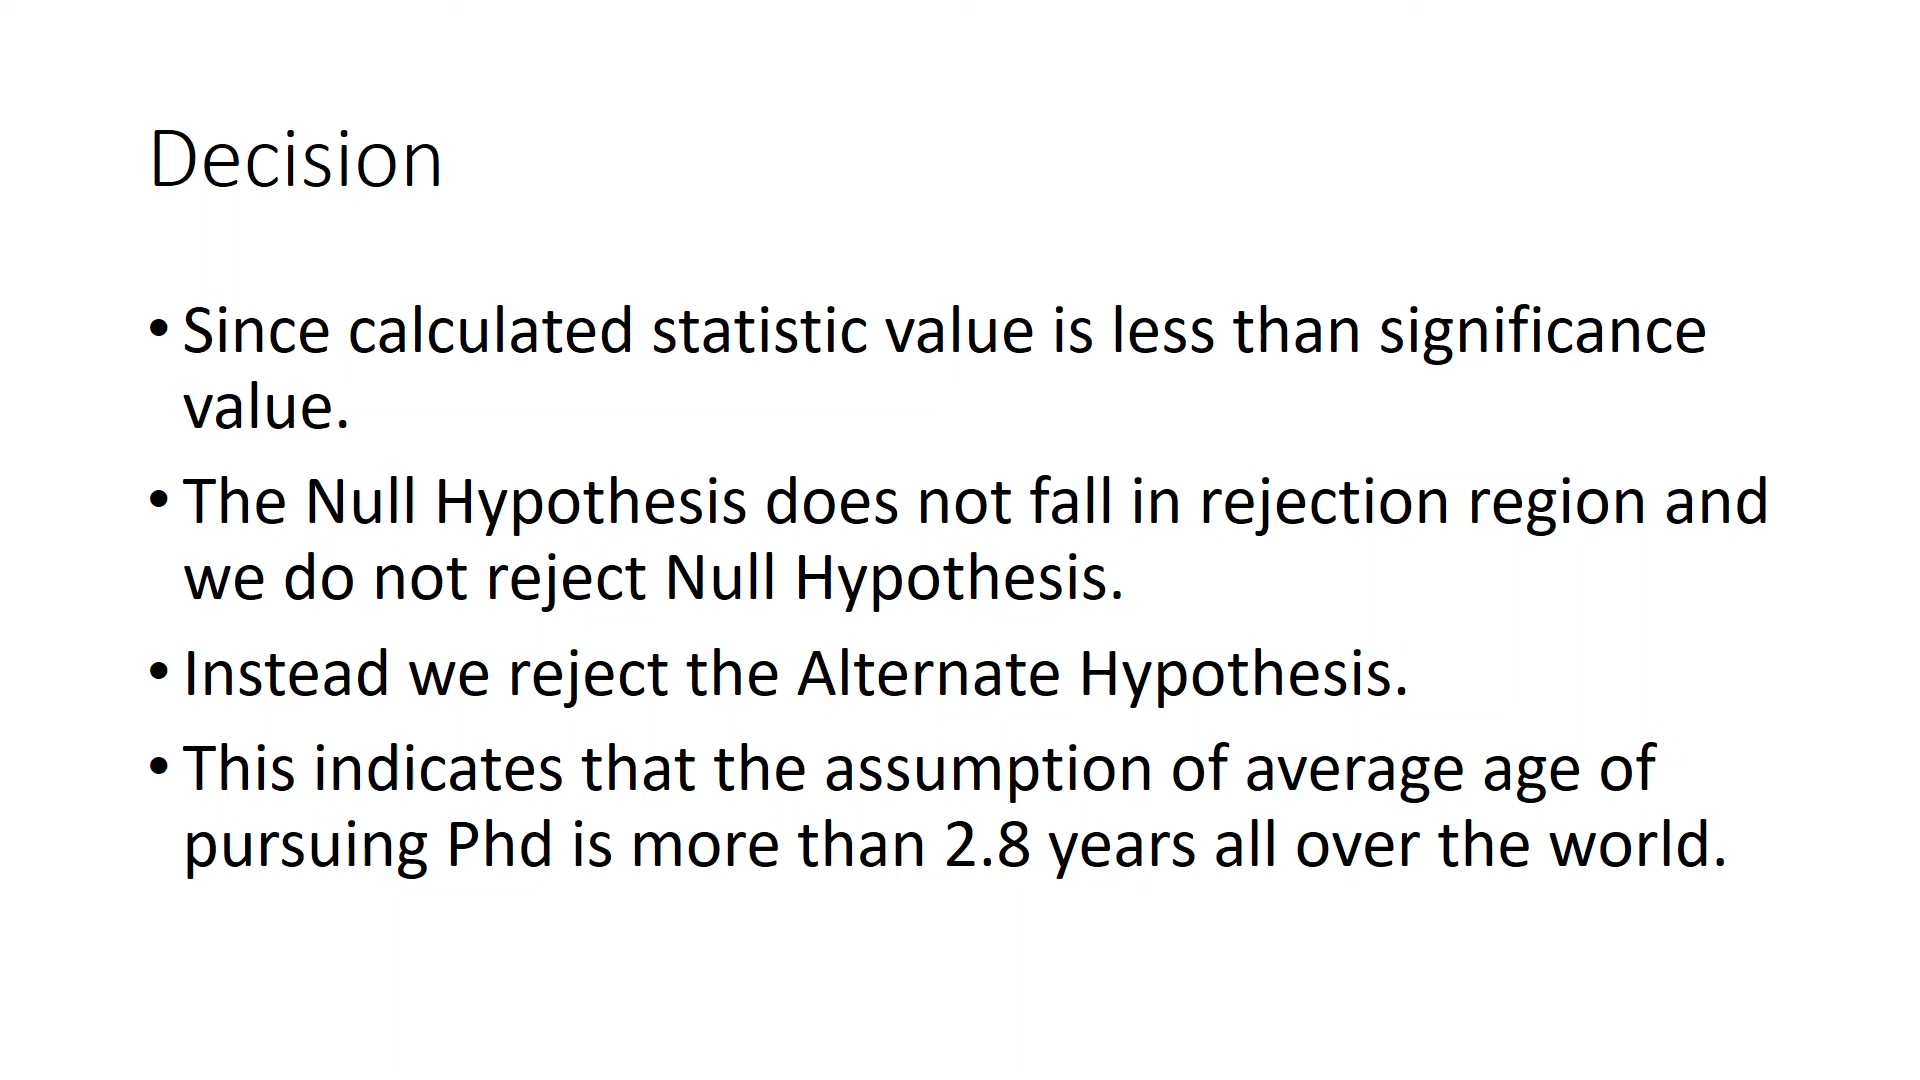 Decision
• Since calculated statistic value is less than significance
value.
• The Null Hypothesis does not fall in rejection region and
we do not reject Null Hypothesis.
• Instead we reject the Alternate Hypothesis.
• This indicates that the assumption of average age of
pursuing Phd is more than 2.8 years all over the world.